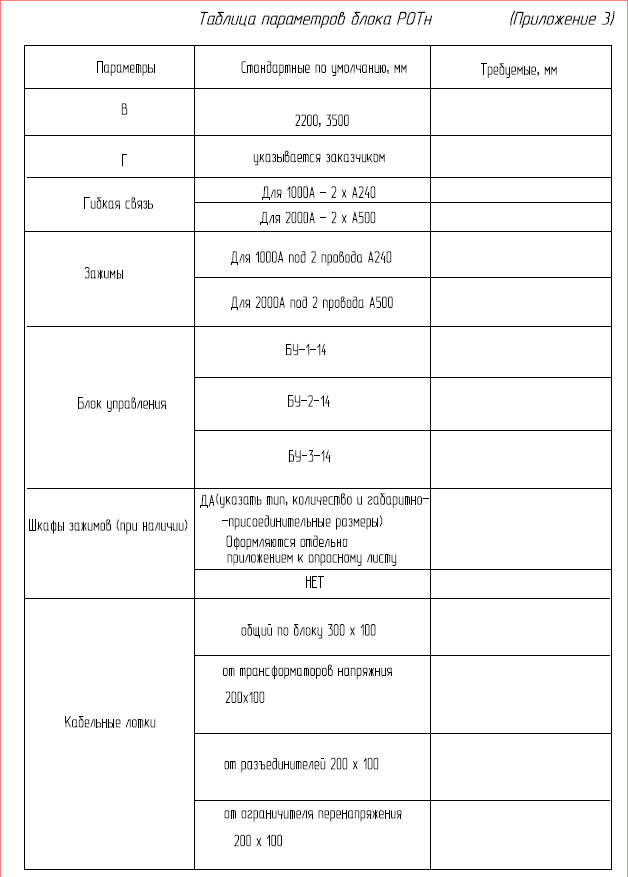 Таблица параметров блока РОТн (Приложение 3)
Параметры Стандартные по умолчанию, мм Требуемые, мм
В
2200, 3500
Г указывается заказчиком
Гибкая связь
Для 1000А – 2 х А240
Для 2000А – 2 х А500
Зажимы
Для 1000А под 2 провода А240
Для 2000А под 2 провода А500
Блок управления
БУ-1-14
БУ-2-14
БУ-3-14
Шкафы зажимов (при наличии)
ДА(указать тип, количество и габаритно-
-присоединительные размеры)
Оформляются отдельно
приложением к опросному листу
НЕТ
Кабельные лотки
общий по блоку 300 х 100
от трансформаторов напряжния
200х100
от разъединителей 200 х 100
от ограничителя перенапряжения
200 х 100